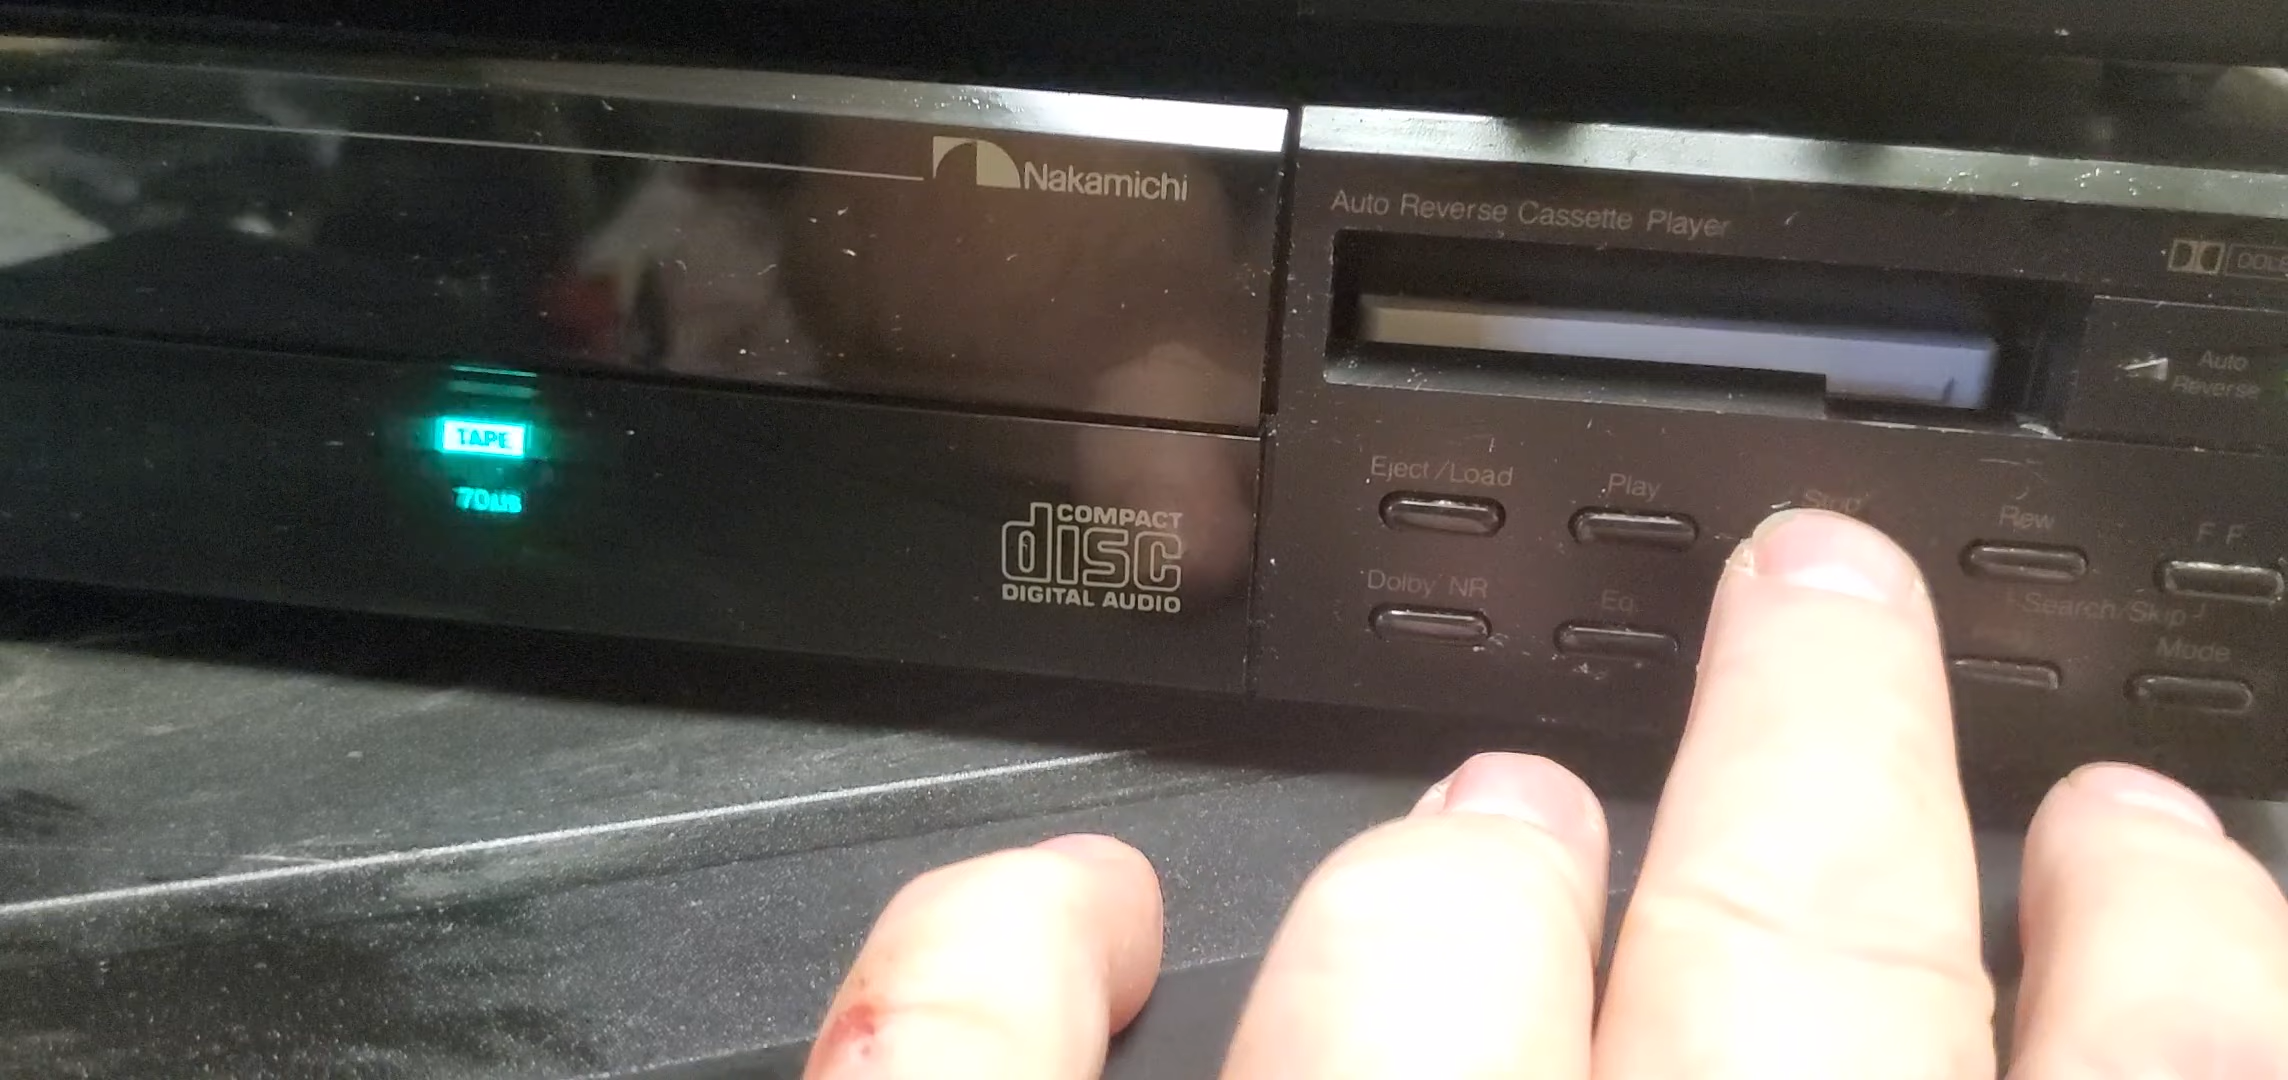 Nakamichi
TAPE
70μs
COMPACT
disc
DIGITAL AUDIO
Auto Reverse Cassette Player
Auto
Reverse
Eject/Load
Play
Stop
Rew
F F
Search/Skip
Dolby NR
Eq.
Mode